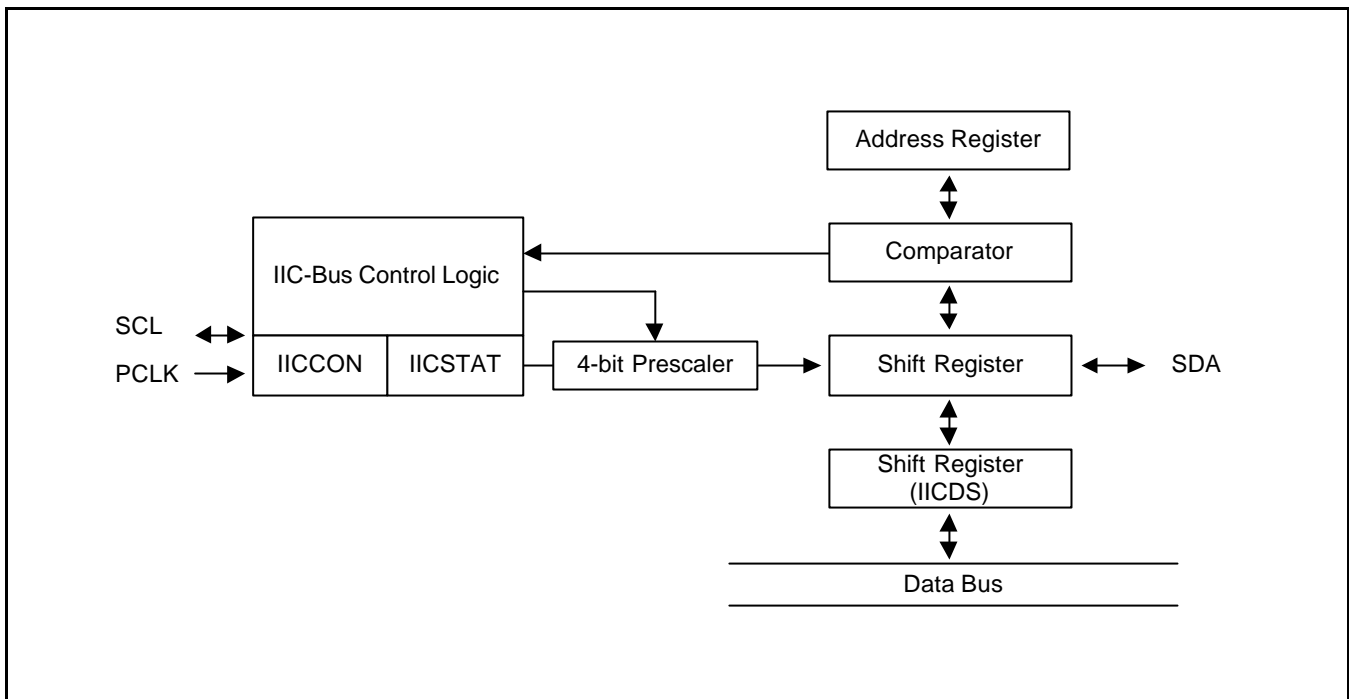 Address Register
Comparator
IIC-Bus Control Logic
SCL
PCLK
IICCON
IICSTAT
4-bit Prescaler
Shift Register
SDA
Shift Register
(IICDS)
Data Bus